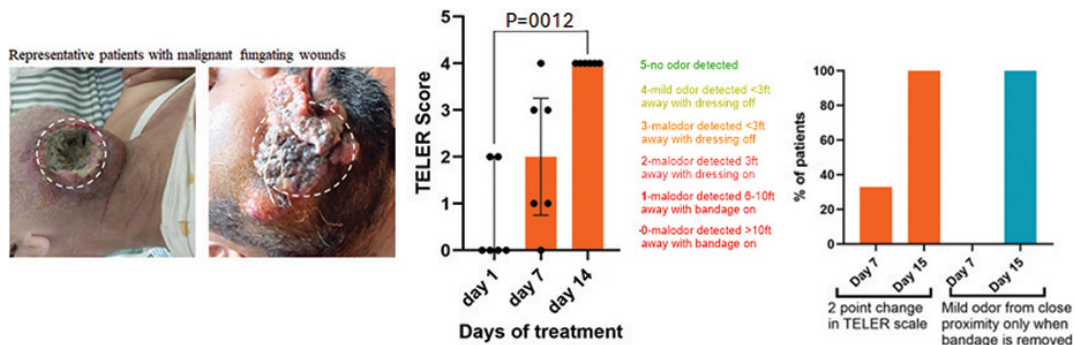 Representative patients with malignant fungating wounds
P=0012
TELER Score
5
4
3
2
1
0
day 1
day 7
day 14
Days of treatment
5-no odor detected
4-mild odor detected <3ft
away with dressing off
3-malodor detected <3ft
away with dressing off
2-malodor detected 3ft
away with dressing on
1-malodor detected 6-10ft
away with bandage on
-0-malodor detected >10ft
away with bandage on
% of patients
100
80
60
40
20
0
Day 7
Day 15
Day 7
Day 15
2 point change
in TELER scale
Mild odor from close
proximity only when
bandage is removed